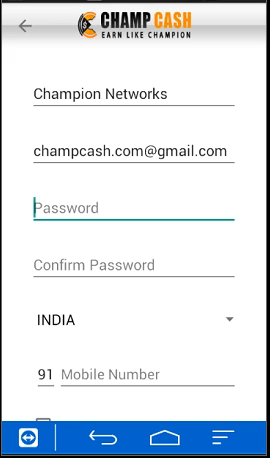 CHAMP CASH
EARN LIKE CHAMPION
Champion Networks
champcash.com@gmail.com
Password
Confirm Password
INDIA
91 Mobile Number